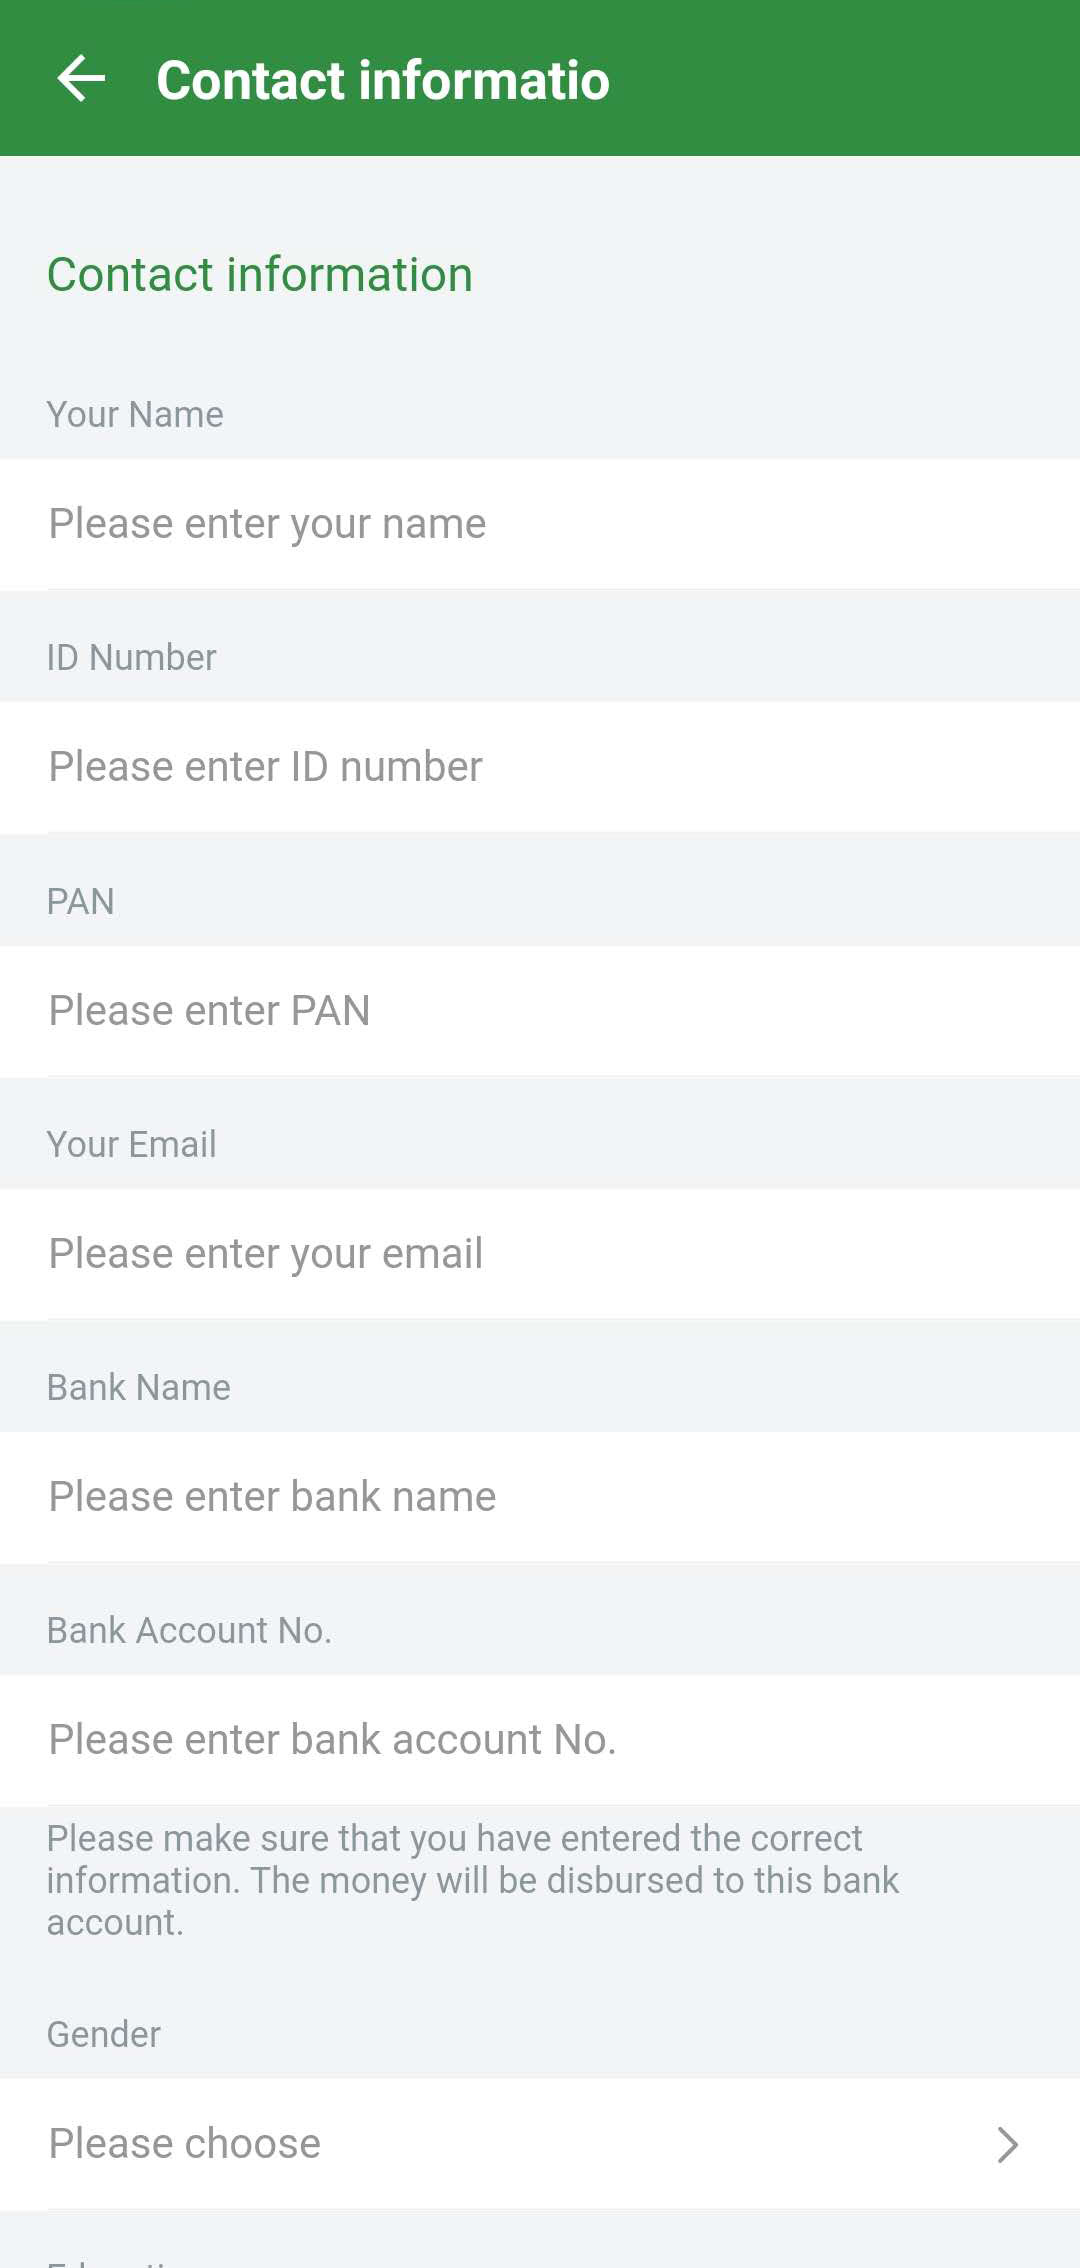 Contact informatio
Contact information
Your Name
Please enter your name
ID Number
Please enter ID number
PAN
Please enter PAN
Your Email
Please enter your email
Bank Name
Please enter bank name
Bank Account No.
Please enter bank account No.
Please make sure that you have entered the correct
information. The money will be disbursed to this bank
account.
Gender
Please choose